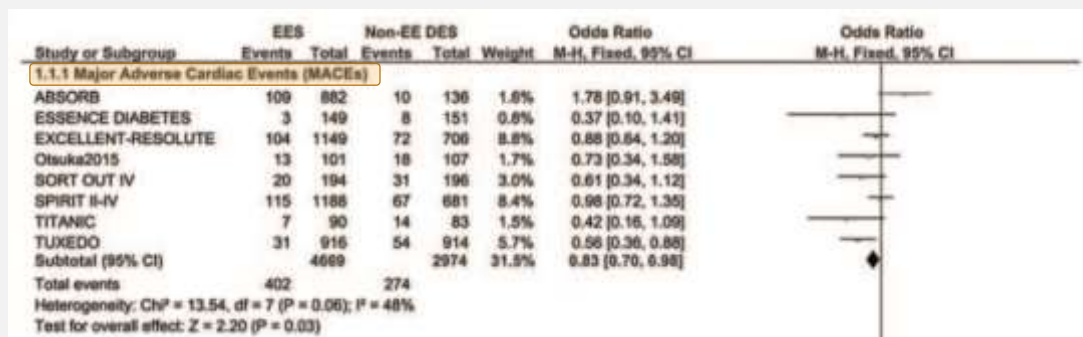 EES Non-EE DES Odds Ratio Odds Ratio
Study or Subgroup Events Total Events Total Weight M-H, Fixed, 95% CI M-H, Fixed, 95% CI
1.1.1 Major Adverse Cardiac Events (MACEs)
ABSORB 109 882 10 136 1.6% 1.78 [0.91, 3.49]
ESSENCE DIABETES 3 149 8 151 0.8% 0.37 [0.10, 1.41]
EXCELLENT-RESOLUTE 104 1149 72 706 8.8% 0.88 [0.64, 1.20]
Otsuka2015 13 101 18 107 1.7% 0.73 [0.34, 1.58]
SORT OUT IV 20 194 31 196 3.0% 0.61 [0.34, 1.12]
SPIRIT II-IV 115 1188 67 681 8.4% 0.98 [0.72, 1.35]
TITANIC 7 90 14 83 1.5% 0.42 [0.16, 1.09]
TUXEDO 31 916 54 914 5.7% 0.56 [0.36, 0.88]
Subtotal (95% CI) 4669 2974 31.5% 0.83 [0.70, 0.98]
Total events 402 274
Heterogeneity: Chi² = 13.54, df = 7 (P = 0.06); I² = 48%
Test for overall effect: Z = 2.20 (P = 0.03)